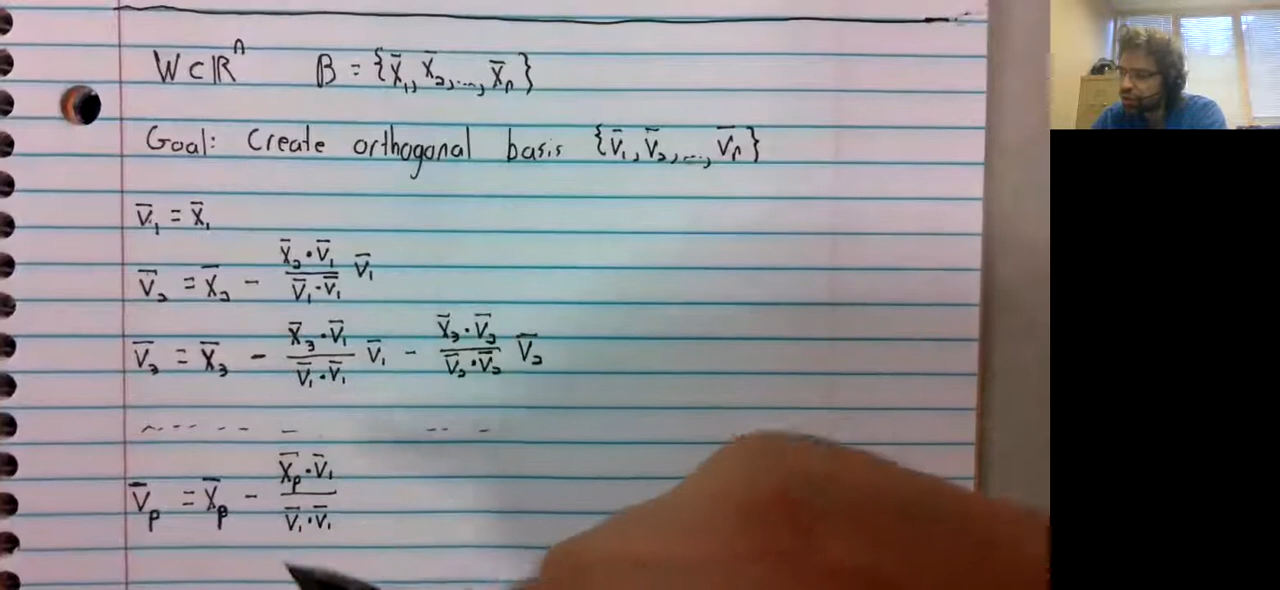 W ⊂ ℝⁿ    β = {x̄₁, x̄₂, ..., x̄ₚ}
Goal: Create orthogonal basis {v̄₁, v̄₂, ..., v̄ₚ}
v̄₁ = x̄₁
v̄₂ = x̄₂ - (x̄₂·v̄₁)/(v̄₁·v̄₁) v̄₁
v̄₃ = x̄₃ - (x̄₃·v̄₁)/(v̄₁·v̄₁) v̄₁ - (x̄₃·v̄₂)/(v̄₂·v̄₂) v̄₂
v̄ₚ = x̄ₚ - (x̄ₚ·v̄₁)/(v̄₁·v̄₁)